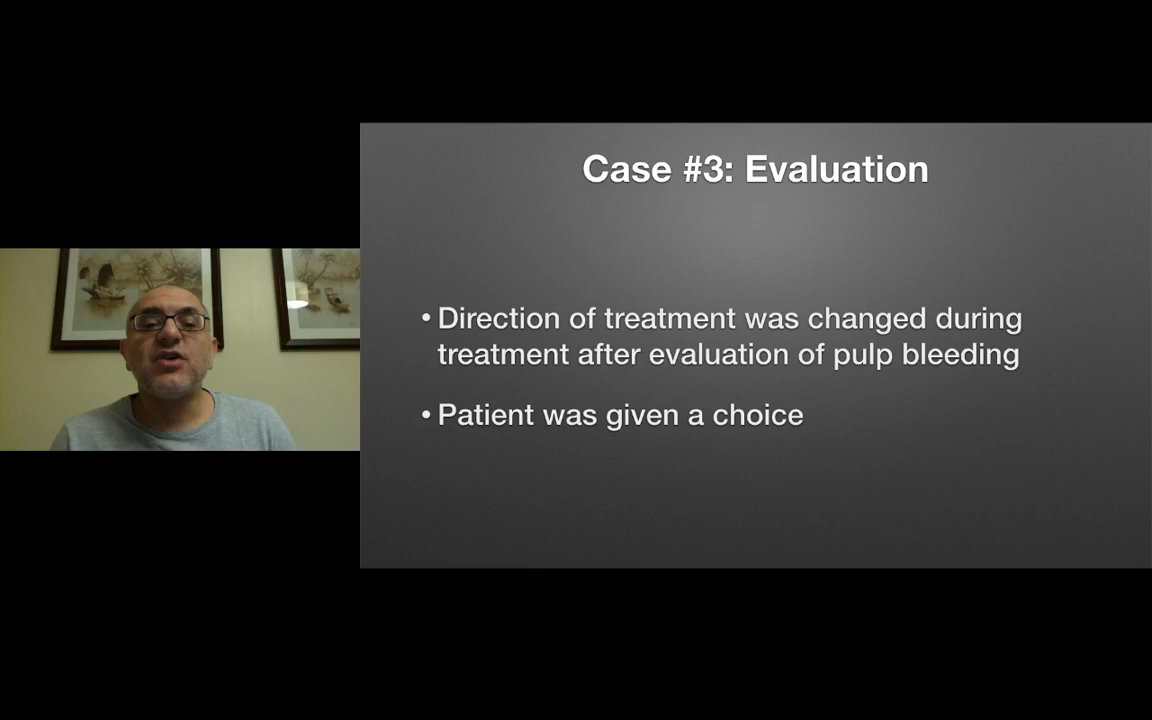 Case #3: Evaluation
• Direction of treatment was changed during
treatment after evaluation of pulp bleeding
• Patient was given a choice